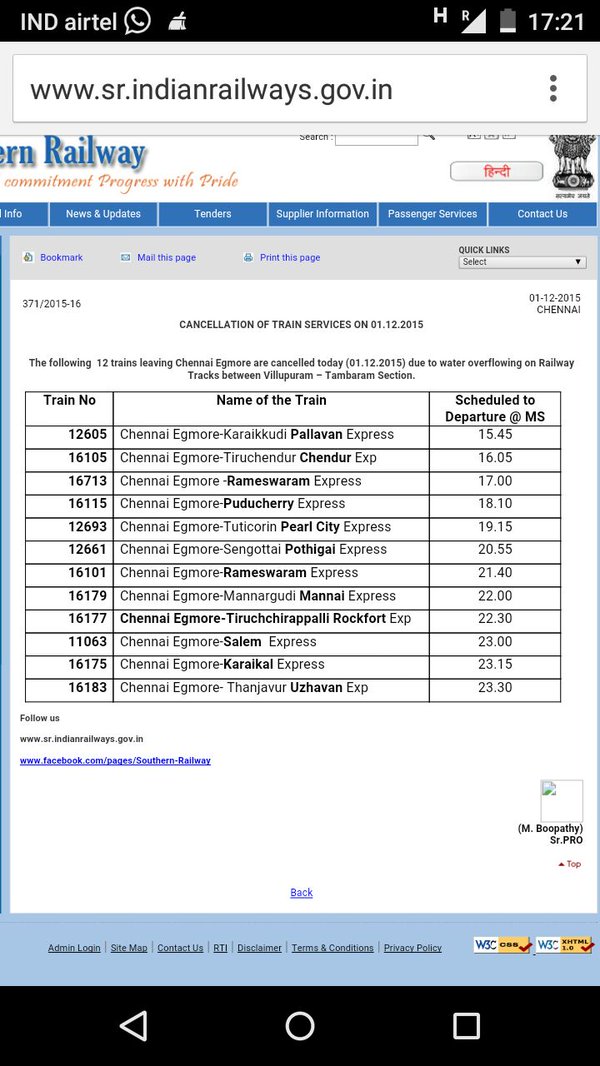 IND airtel H R 17:21
www.sr.indianrailways.gov.in
ern Railway
Search :
commitment Progress with Pride
हिन्दी
सत्यमेव जयते
l Info News & Updates Tenders Supplier Information Passenger Services Contact Us
Bookmark Mail this page Print this page
QUICK LINKS
Select
371/2015-16
01-12-2015
CHENNAI
CANCELLATION OF TRAIN SERVICES ON 01.12.2015
The following 12 trains leaving Chennai Egmore are cancelled today (01.12.2015) due to water overflowing on Railway
Tracks between Villupuram – Tambaram Section.
Train No Name of the Train Scheduled to
Departure @ MS
12605 Chennai Egmore-Karaikkudi Pallavan Express 15.45
16105 Chennai Egmore-Tiruchendur Chendur Exp 16.05
16713 Chennai Egmore -Rameswaram Express 17.00
16115 Chennai Egmore-Puducherry Express 18.10
12693 Chennai Egmore-Tuticorin Pearl City Express 19.15
12661 Chennai Egmore-Sengottai Pothigai Express 20.55
16101 Chennai Egmore-Rameswaram Express 21.40
16179 Chennai Egmore-Mannargudi Mannai Express 22.00
16177 Chennai Egmore-Tiruchchirappalli Rockfort Exp 22.30
11063 Chennai Egmore-Salem Express 23.00
16175 Chennai Egmore-Karaikal Express 23.15
16183 Chennai Egmore- Thanjavur Uzhavan Exp 23.30
Follow us
www.sr.indianrailways.gov.in
www.facebook.com/pages/Southern-Railway
(M. Boopathy)
Sr.PRO
Top
Back
Admin Login | Site Map | Contact Us | RTI | Disclaimer | Terms & Conditions | Privacy Policy
W3C CSS W3C XHTML 1.0